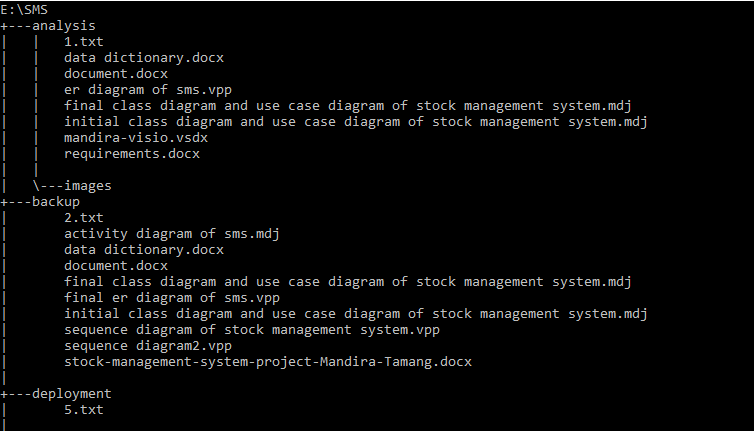 E:\SMS
+---analysis
|   |   1.txt
|   |   data dictionary.docx
|   |   document.docx
|   |   er diagram of sms.vpp
|   |   final class diagram and use case diagram of stock management system.mdj
|   |   initial class diagram and use case diagram of stock management system.mdj
|   |   mandira-visio.vsdx
|   |   requirements.docx
|   |
|   \---images
+---backup
|       2.txt
|       activity diagram of sms.mdj
|       data dictionary.docx
|       document.docx
|       final class diagram and use case diagram of stock management system.mdj
|       final er diagram of sms.vpp
|       initial class diagram and use case diagram of stock management system.mdj
|       sequence diagram of stock management system.vpp
|       sequence diagram2.vpp
|       stock-management-system-project-Mandira-Tamang.docx
|
+---deployment
|       5.txt
|